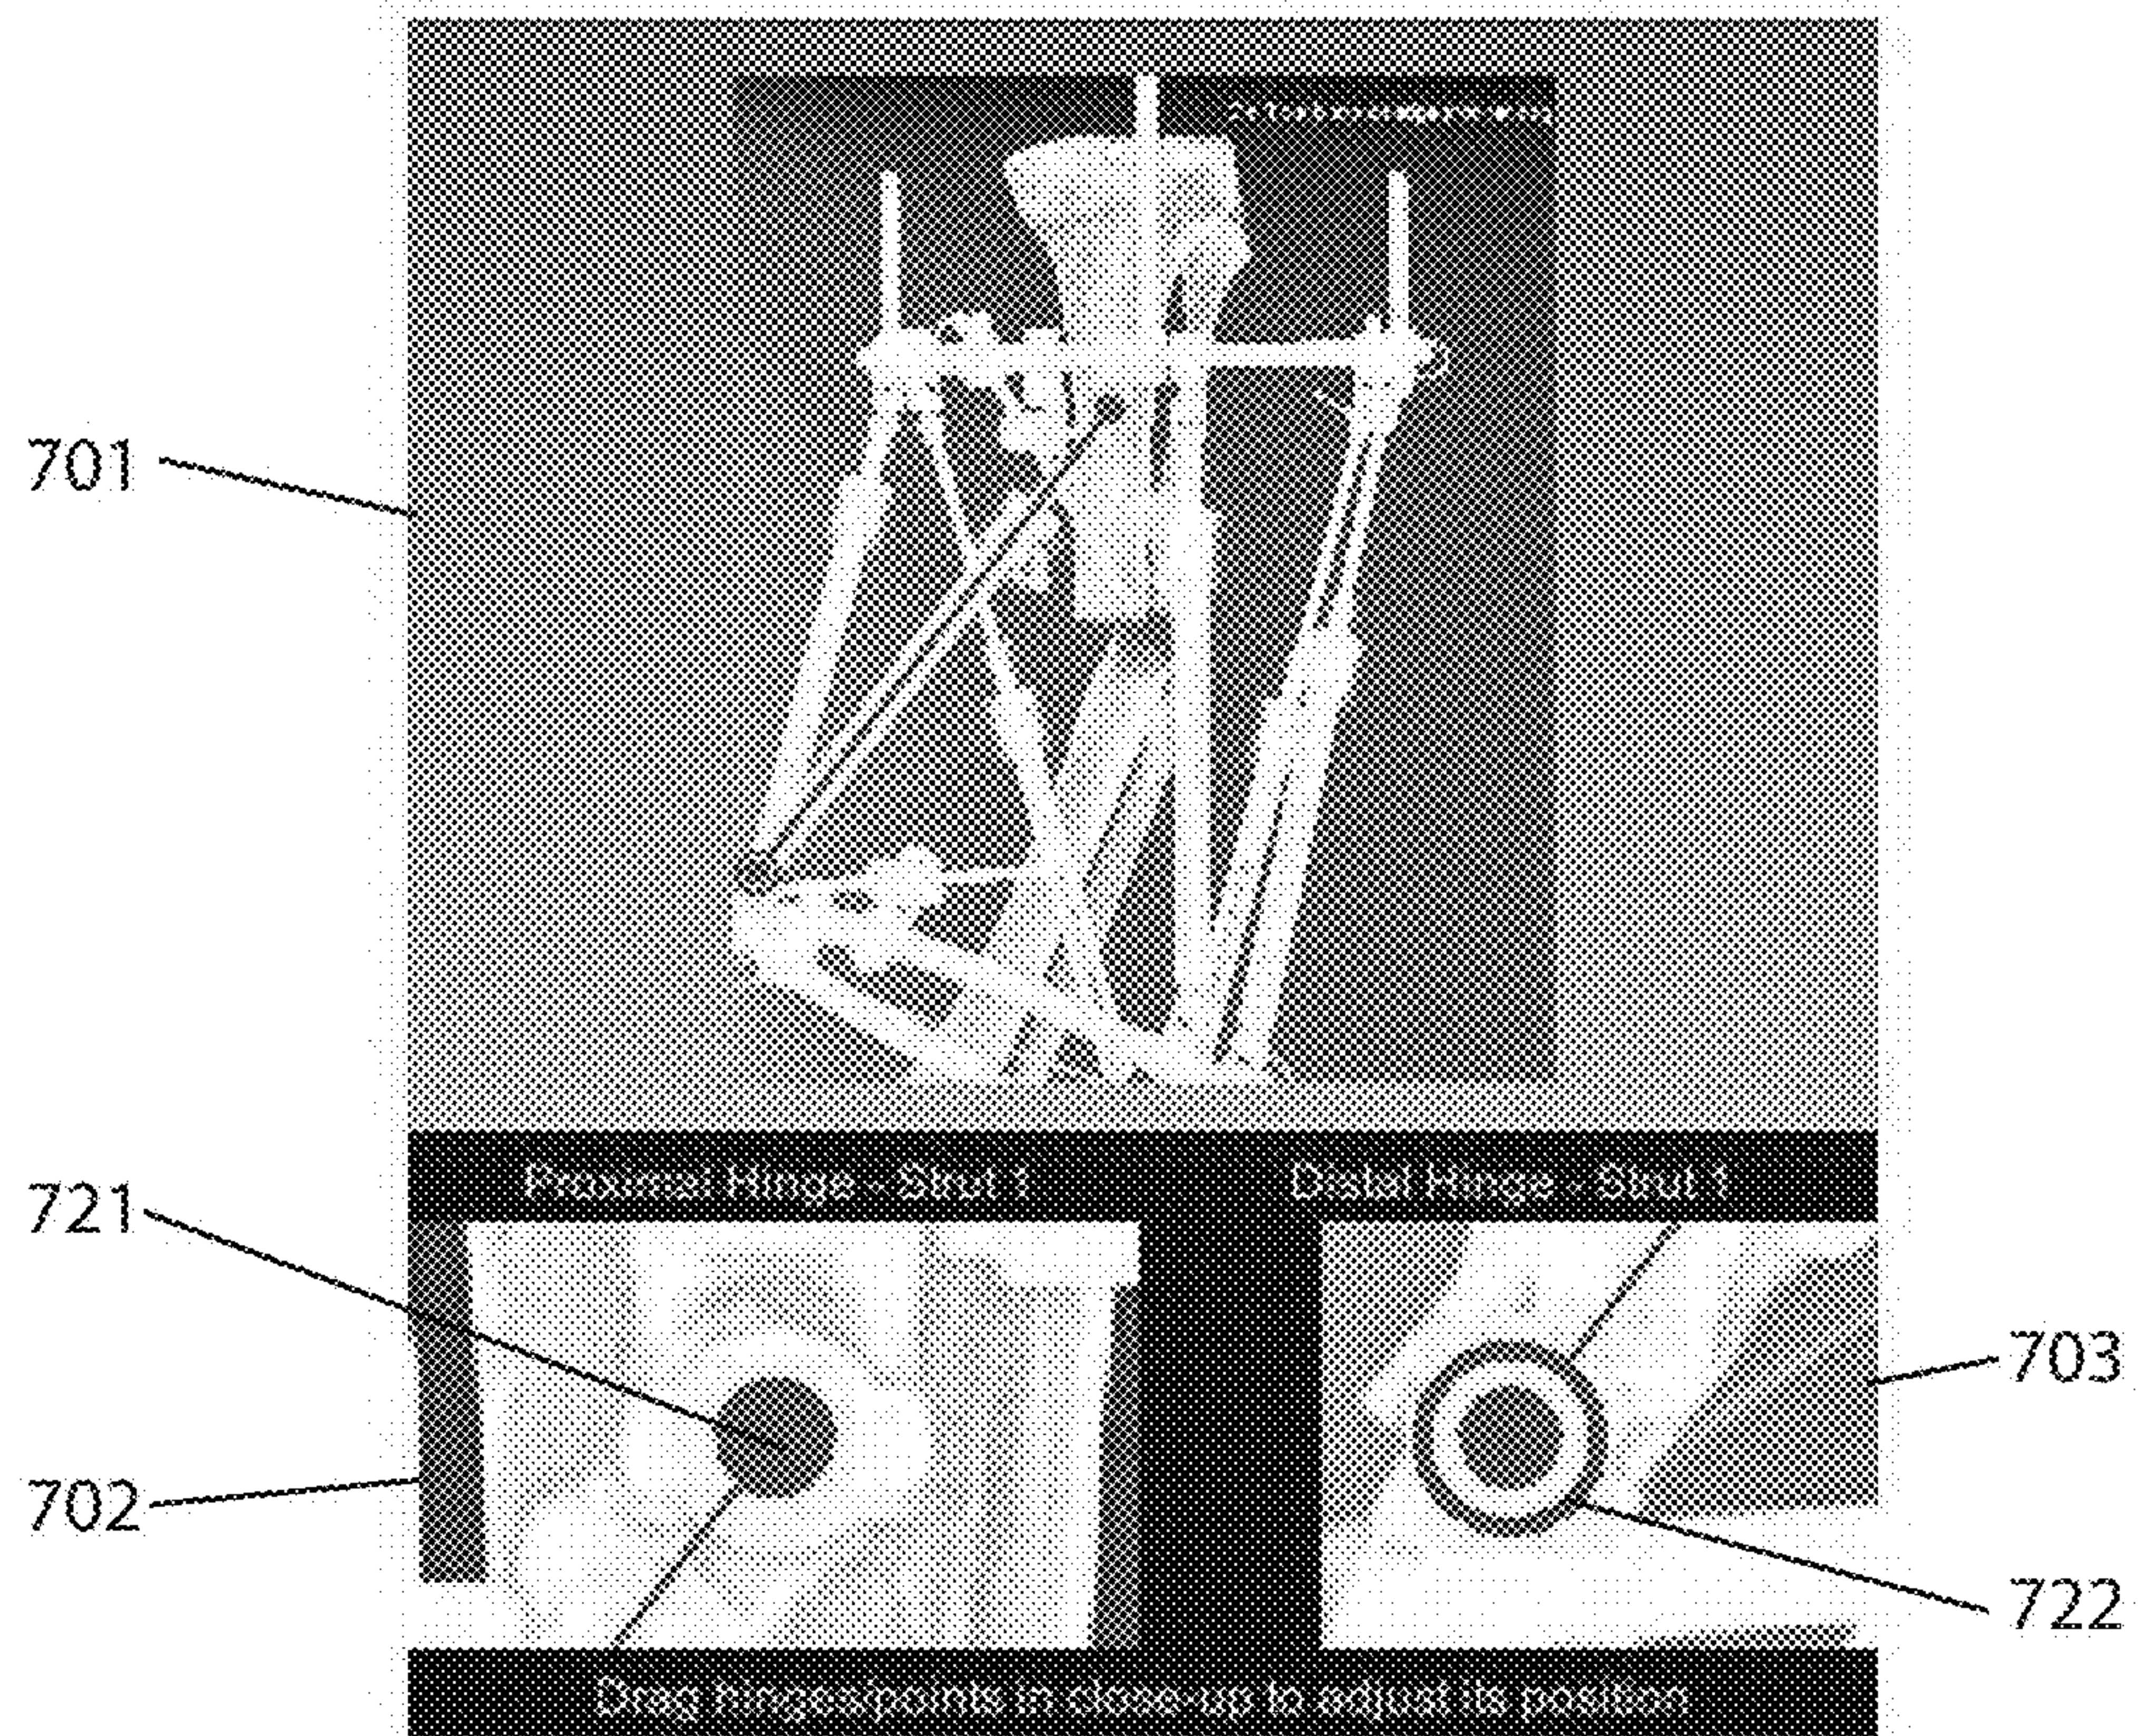 701
Proximal Hinge - Strut 1
Distal Hinge - Strut 1
721
703
702
722
Drag hinges points in close-up to adjust its position